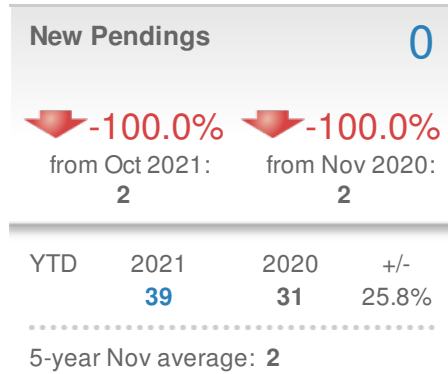 New Pendings 0
-100.0% -100.0%
from Oct 2021: from Nov 2020:
2 2
YTD 2021 2020 +/-
39 31 25.8%
5-year Nov average: 2